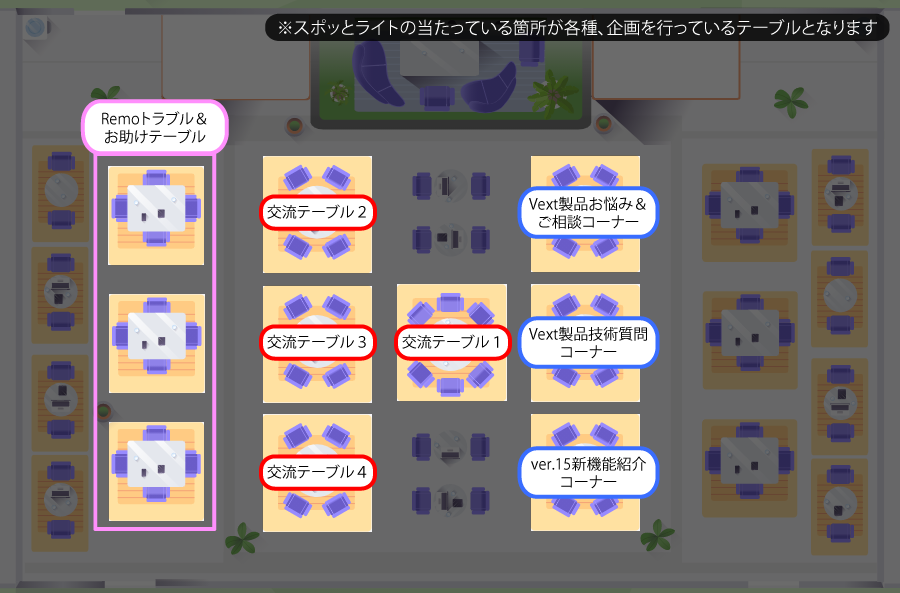 ※スポッとライトの当たっている箇所が各種、企画を行っているテーブルとなります
Remoトラブル＆
お助けテーブル
交流テーブル２
Vext製品お悩み＆
ご相談コーナー
交流テーブル３
交流テーブル１
Vext製品技術質問
コーナー
交流テーブル４
ver.15新機能紹介
コーナー